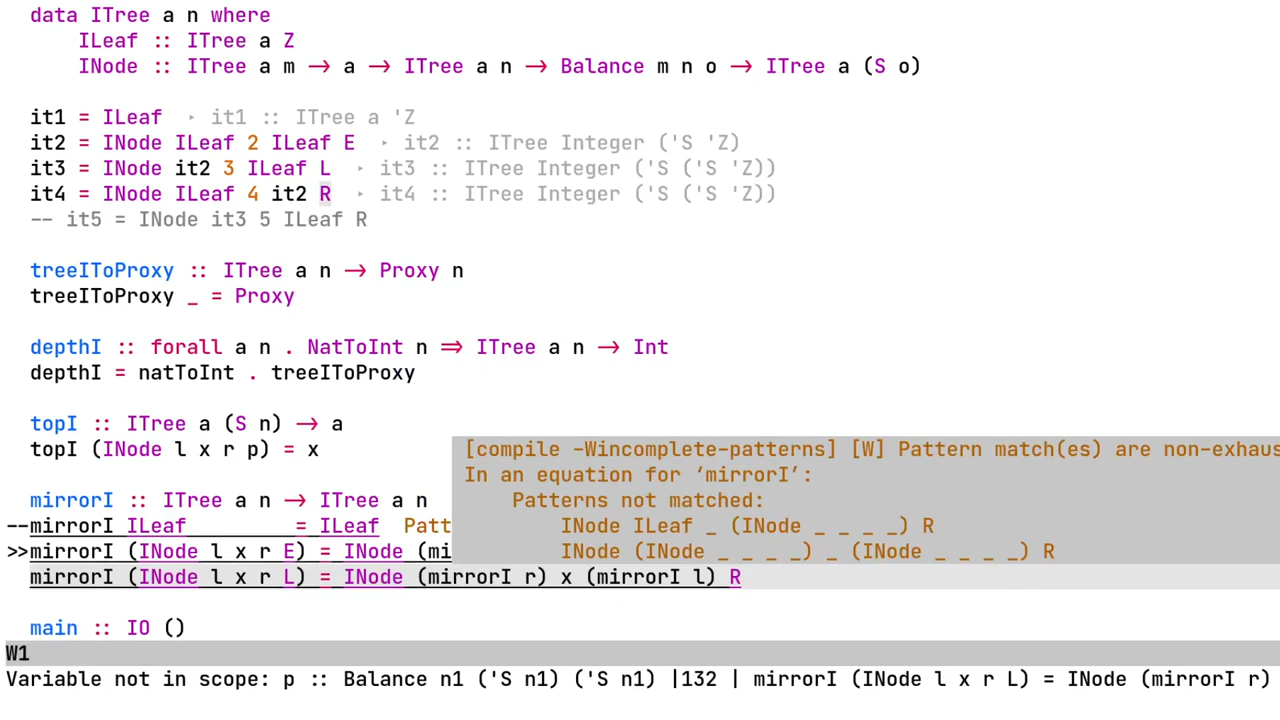 data ITree a n where
    ILeaf :: ITree a Z
    INode :: ITree a m → a → ITree a n → Balance m n o → ITree a (S o)
it1 = ILeaf ‣ it1 :: ITree a 'Z
it2 = INode ILeaf 2 ILeaf E ‣ it2 :: ITree Integer ('S 'Z)
it3 = INode it2 3 ILeaf L ‣ it3 :: ITree Integer ('S ('S 'Z))
it4 = INode ILeaf 4 it2 R ‣ it4 :: ITree Integer ('S ('S 'Z))
-- it5 = INode it3 5 ILeaf R
treeIToProxy :: ITree a n → Proxy n
treeIToProxy _ = Proxy
depthI :: forall a n . NatToInt n ⇒ ITree a n → Int
depthI = natToInt . treeIToProxy
topI :: ITree a (S n) → a
topI (INode l x r p) = x
[compile -Wincomplete-patterns] [W] Pattern match(es) are non-exhaus
In an equation for ‘mirrorI’:
    Patterns not matched:
        INode ILeaf _ (INode _ _ _ _) R
        INode (INode _ _ _ _) _ (INode _ _ _ _) R
mirrorI :: ITree a n → ITree a n
--mirrorI ILeaf         = ILeaf  Patt
>>mirrorI (INode l x r E) = INode (mi
mirrorI (INode l x r L) = INode (mirrorI r) x (mirrorI l) R
main :: IO ()
W1
Variable not in scope: p :: Balance n1 ('S n1) ('S n1) |132 | mirrorI (INode l x r L) = INode (mirrorI r)